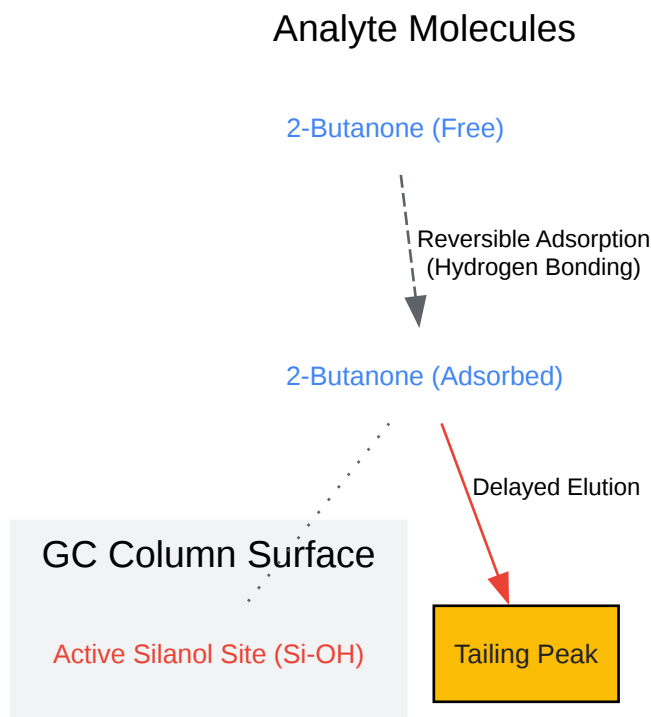 Analyte Molecules
2-Butanone (Free)
Reversible Adsorption
(Hydrogen Bonding)
2-Butanone (Adsorbed)
Delayed Elution
GC Column Surface
Active Silanol Site (Si-OH)
Tailing Peak